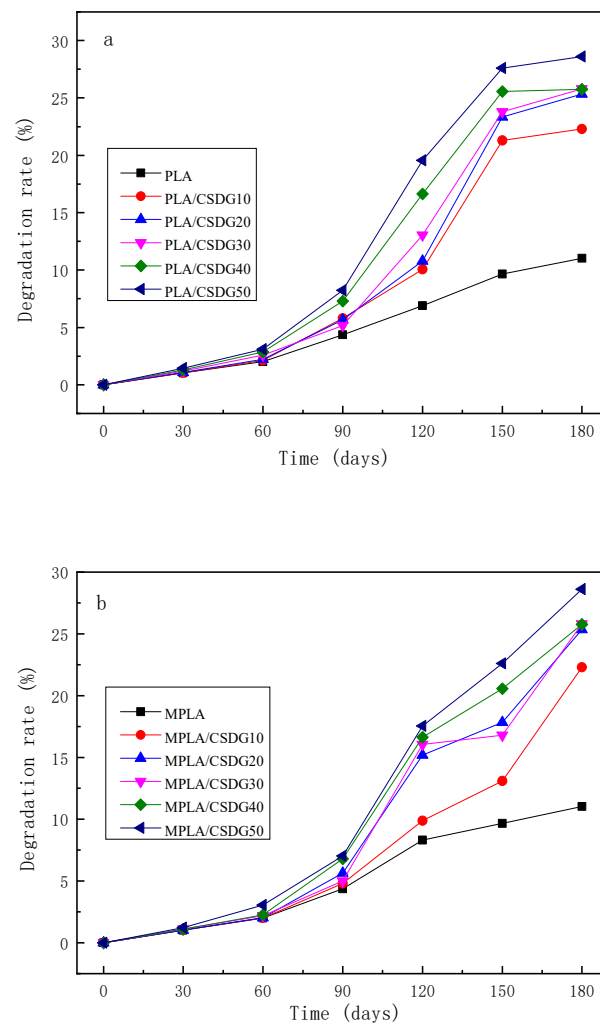 a
30
25
20
15
10
5
0
Degradation rate (%)
PLA
PLA/CSDG10
PLA/CSDG20
PLA/CSDG30
PLA/CSDG40
PLA/CSDG50
0 30 60 90 120 150 180
Time (days)
b
30
25
20
15
10
5
0
Degradation rate (%)
MPLA
MPLA/CSDG10
MPLA/CSDG20
MPLA/CSDG30
MPLA/CSDG40
MPLA/CSDG50
0 30 60 90 120 150 180
Time (days)